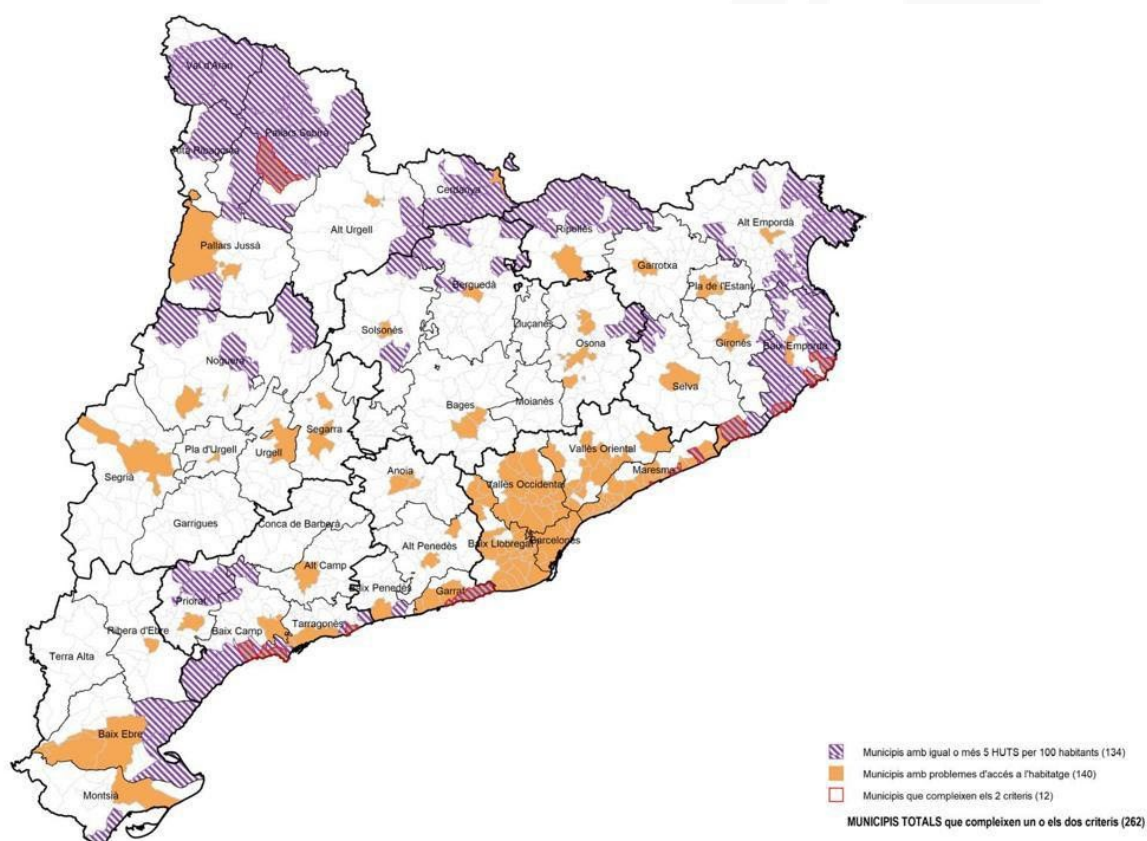 Val d'Aran
Pallars Sobirà
Alta Ribagorça
Cerdanya
Alt Urgell
Ripollès
Alt Empordà
Pallars Jussà
Garrotxa
Pla de l'Estany
Berguedà
Lluçanès
Solsonès
Osona
Gironès
Baix Empordà
Noguera
Selva
Bages
Moianès
Segarra
Pla d'Urgell
Urgell
Vallès Oriental
Segrià
Anoia
Maresme
Vallès Occidental
Garrigues
Conca de Barberà
Baix Llobregat
Barcelonès
Alt Penedès
Alt Camp
Baix Penedès
Garraf
Priorat
Tarragonès
Baix Camp
Ribera d'Ebre
Terra Alta
Baix Ebre
Montsià
Municipis amb igual o més 5 HUTS per 100 habitants (134)
Municipis amb problemes d'accés a l'habitatge (140)
Municipis que compleixen els 2 criteris (12)
MUNICIPIS TOTALS que compleixen un o els dos criteris (262)